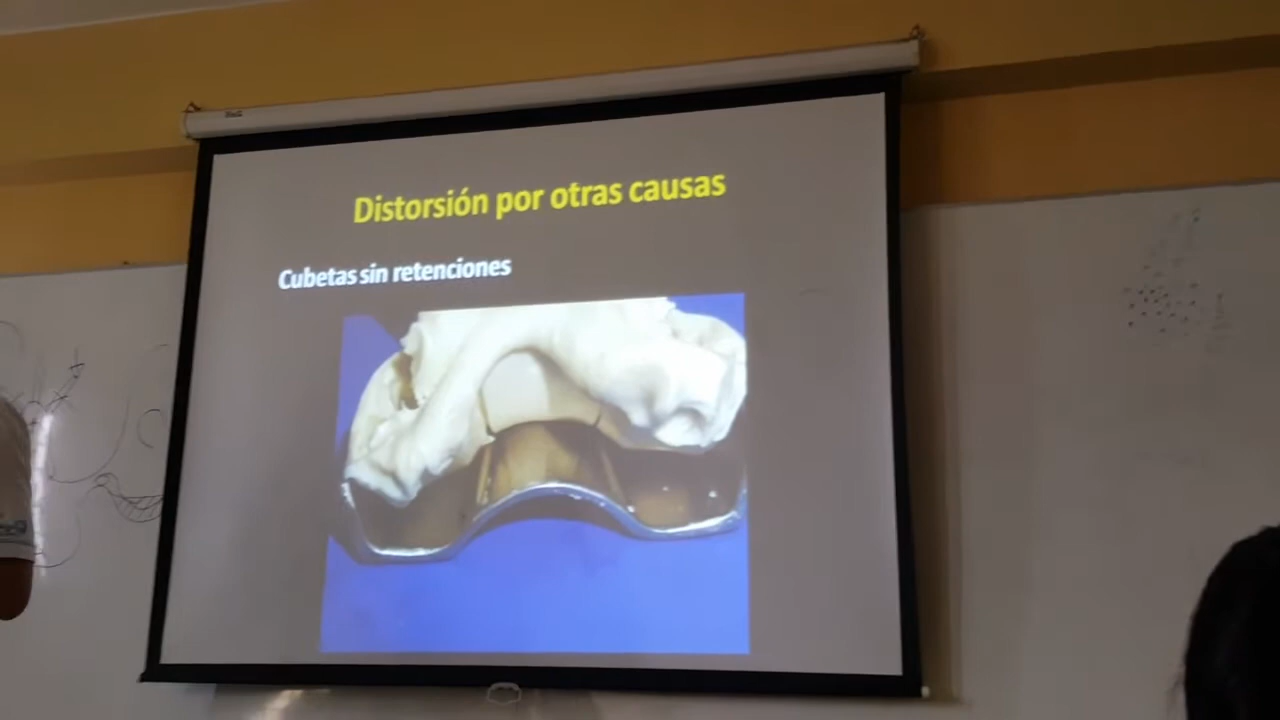 Distorsión por otras causas
Cubetas sin retenciones